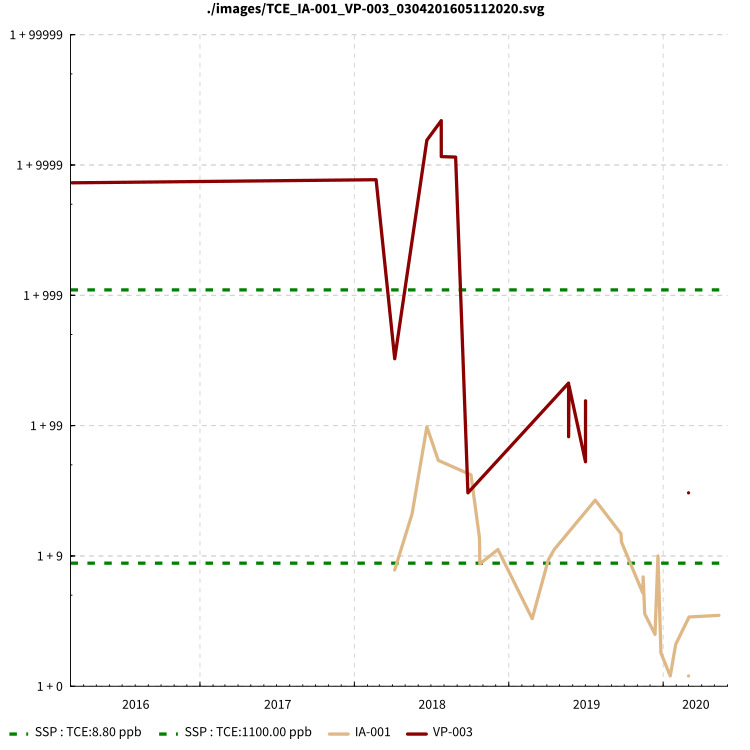 ./images/TCE_IA-001_VP-003_0304201605112020.svg
1+99999
1+9999
1+999
1+99
1+9
1+0
2016 2017 2018 2019 2020
SSP : TCE:8.80 ppb SSP : TCE:1100.00 ppb IA-001 VP-003